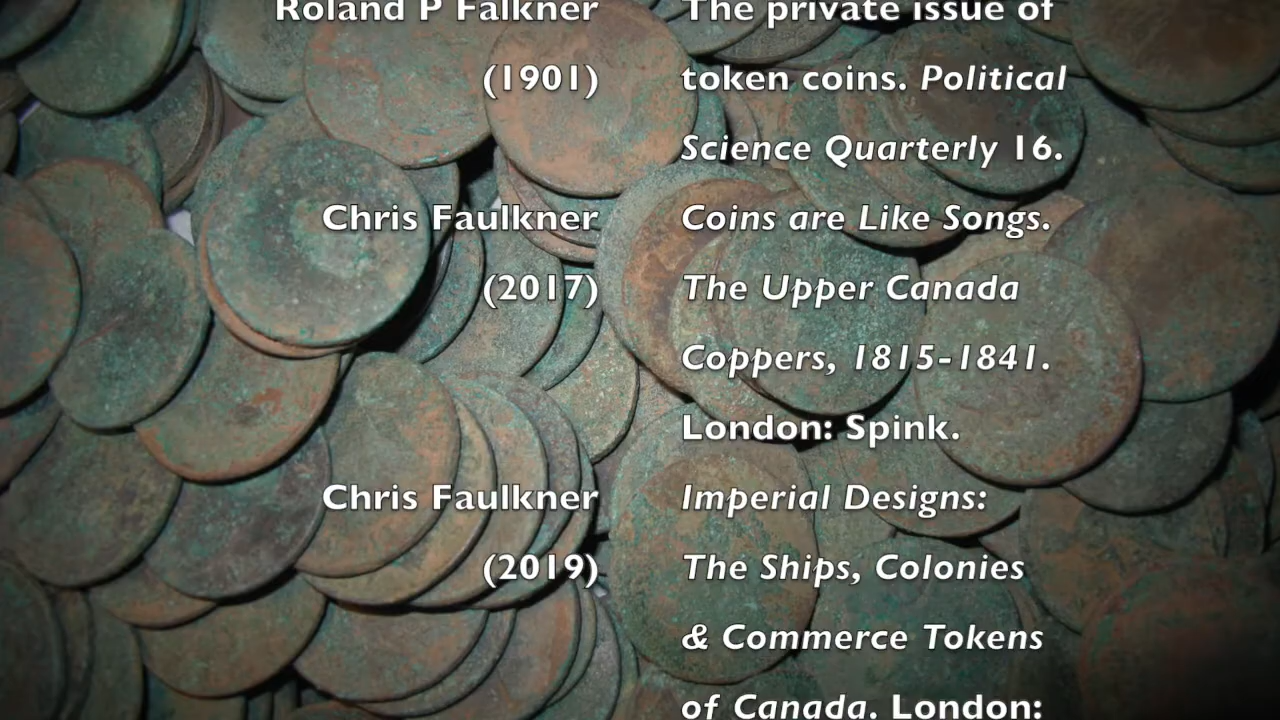 Roland P Falkner The private issue of
(1901) token coins. Political
Science Quarterly 16.
Chris Faulkner Coins are Like Songs.
(2017) The Upper Canada
Coppers, 1815-1841.
London: Spink.
Chris Faulkner Imperial Designs:
(2019) The Ships, Colonies
& Commerce Tokens
of Canada. London: